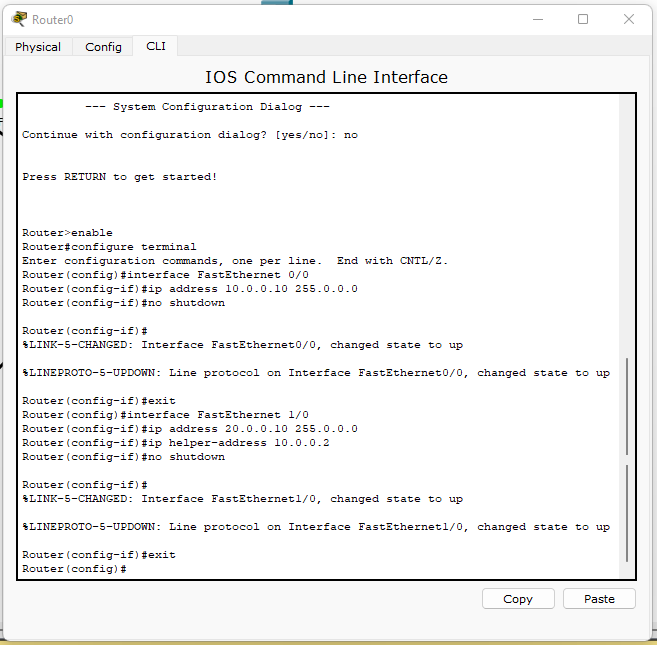 Router0
Physical Config CLI
IOS Command Line Interface
--- System Configuration Dialog ---
Continue with configuration dialog? [yes/no]: no
Press RETURN to get started!
Router>enable
Router#configure terminal
Enter configuration commands, one per line.  End with CNTL/Z.
Router(config)#interface FastEthernet 0/0
Router(config-if)#ip address 10.0.0.10 255.0.0.0
Router(config-if)#no shutdown
Router(config-if)#
%LINK-5-CHANGED: Interface FastEthernet0/0, changed state to up
%LINEPROTO-5-UPDOWN: Line protocol on Interface FastEthernet0/0, changed state to up
Router(config-if)#exit
Router(config)#interface FastEthernet 1/0
Router(config-if)#ip address 20.0.0.10 255.0.0.0
Router(config-if)#ip helper-address 10.0.0.2
Router(config-if)#no shutdown
Router(config-if)#
%LINK-5-CHANGED: Interface FastEthernet1/0, changed state to up
%LINEPROTO-5-UPDOWN: Line protocol on Interface FastEthernet1/0, changed state to up
Router(config-if)#exit
Router(config)#
Copy Paste